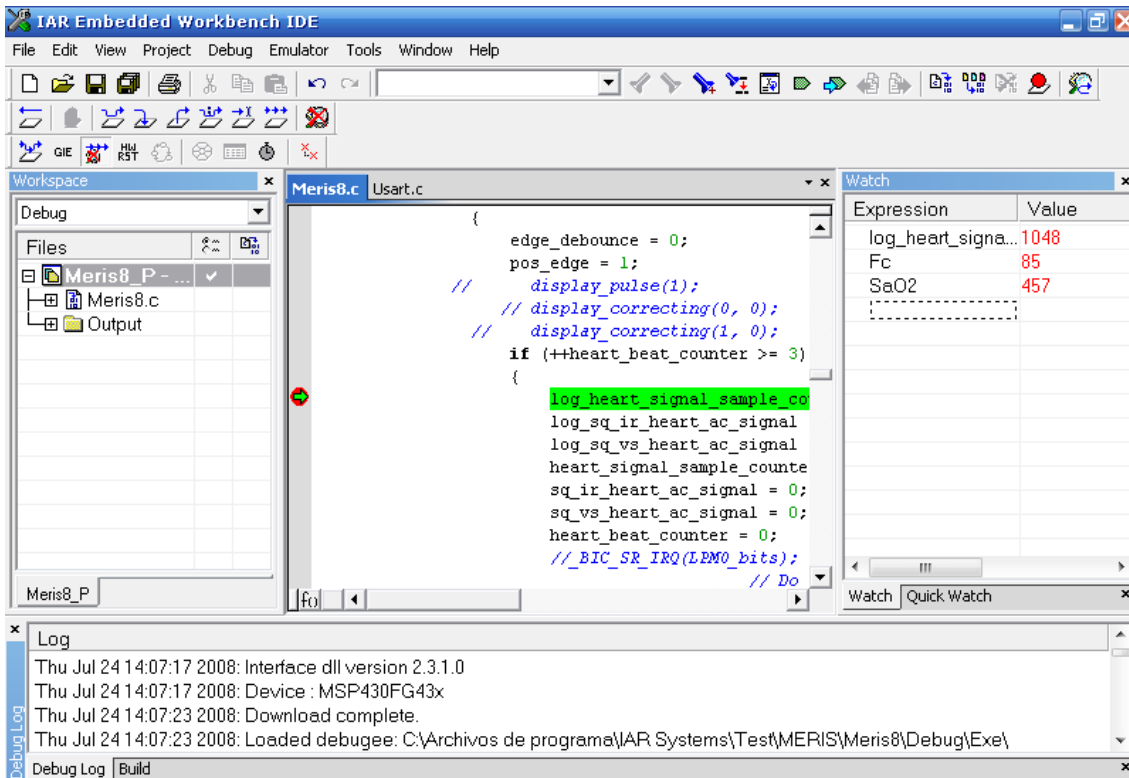 IAR Embedded Workbench IDE
File Edit View Project Debug Emulator Tools Window Help
GIE HW RST
Workspace
Debug
Files
Meris8_P - ...
Meris8.c
Output
Meris8_P
Meris8.c Usart.c
{
edge_debounce = 0;
pos_edge = 1;
// display_pulse(1);
// display_correcting(0, 0);
// display_correcting(1, 0);
if (++heart_beat_counter >= 3)
{
log_heart_signal_sample_co
log_sq_ir_heart_ac_signal
log_sq_vs_heart_ac_signal
heart_signal_sample_counte
sq_ir_heart_ac_signal = 0;
sq_vs_heart_ac_signal = 0;
heart_beat_counter = 0;
//_BIC_SR_IRQ(LPM0_bits);
// Do
f()
Watch
Expression Value
log_heart_signa... 1048
Fc 85
SaO2 457
Watch Quick Watch
Log
Thu Jul 24 14:07:17 2008: Interface dll version 2.3.1.0
Thu Jul 24 14:07:17 2008: Device : MSP430FG43x
Thu Jul 24 14:07:23 2008: Download complete.
Thu Jul 24 14:07:23 2008: Loaded debugee: C:\Archivos de programa\IAR Systems\Test\MERIS\Meris8\Debug\Exe\
Debug Log
Debug Log Build